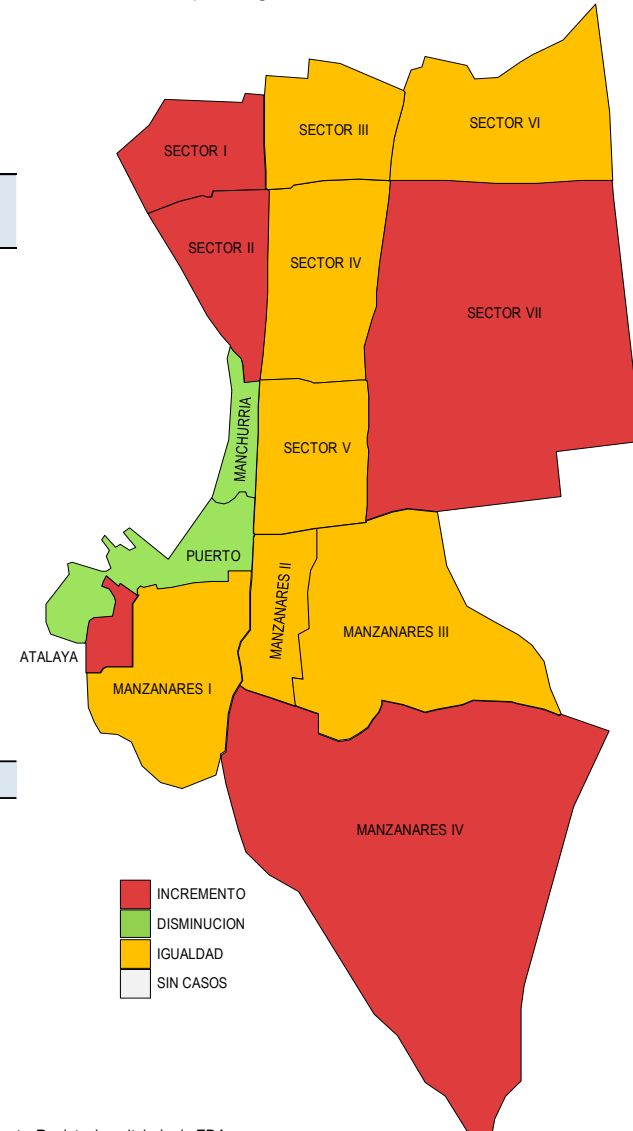 SECTOR III
SECTOR VI
SECTOR I
SECTOR II
SECTOR IV
SECTOR VII
MANCHURRIA
SECTOR V
PUERTO
MANZANARES II
MANZANARES III
ATALAYA
MANZANARES I
MANZANARES IV
INCREMENTO
DISMINUCION
IGUALDAD
SIN CASOS